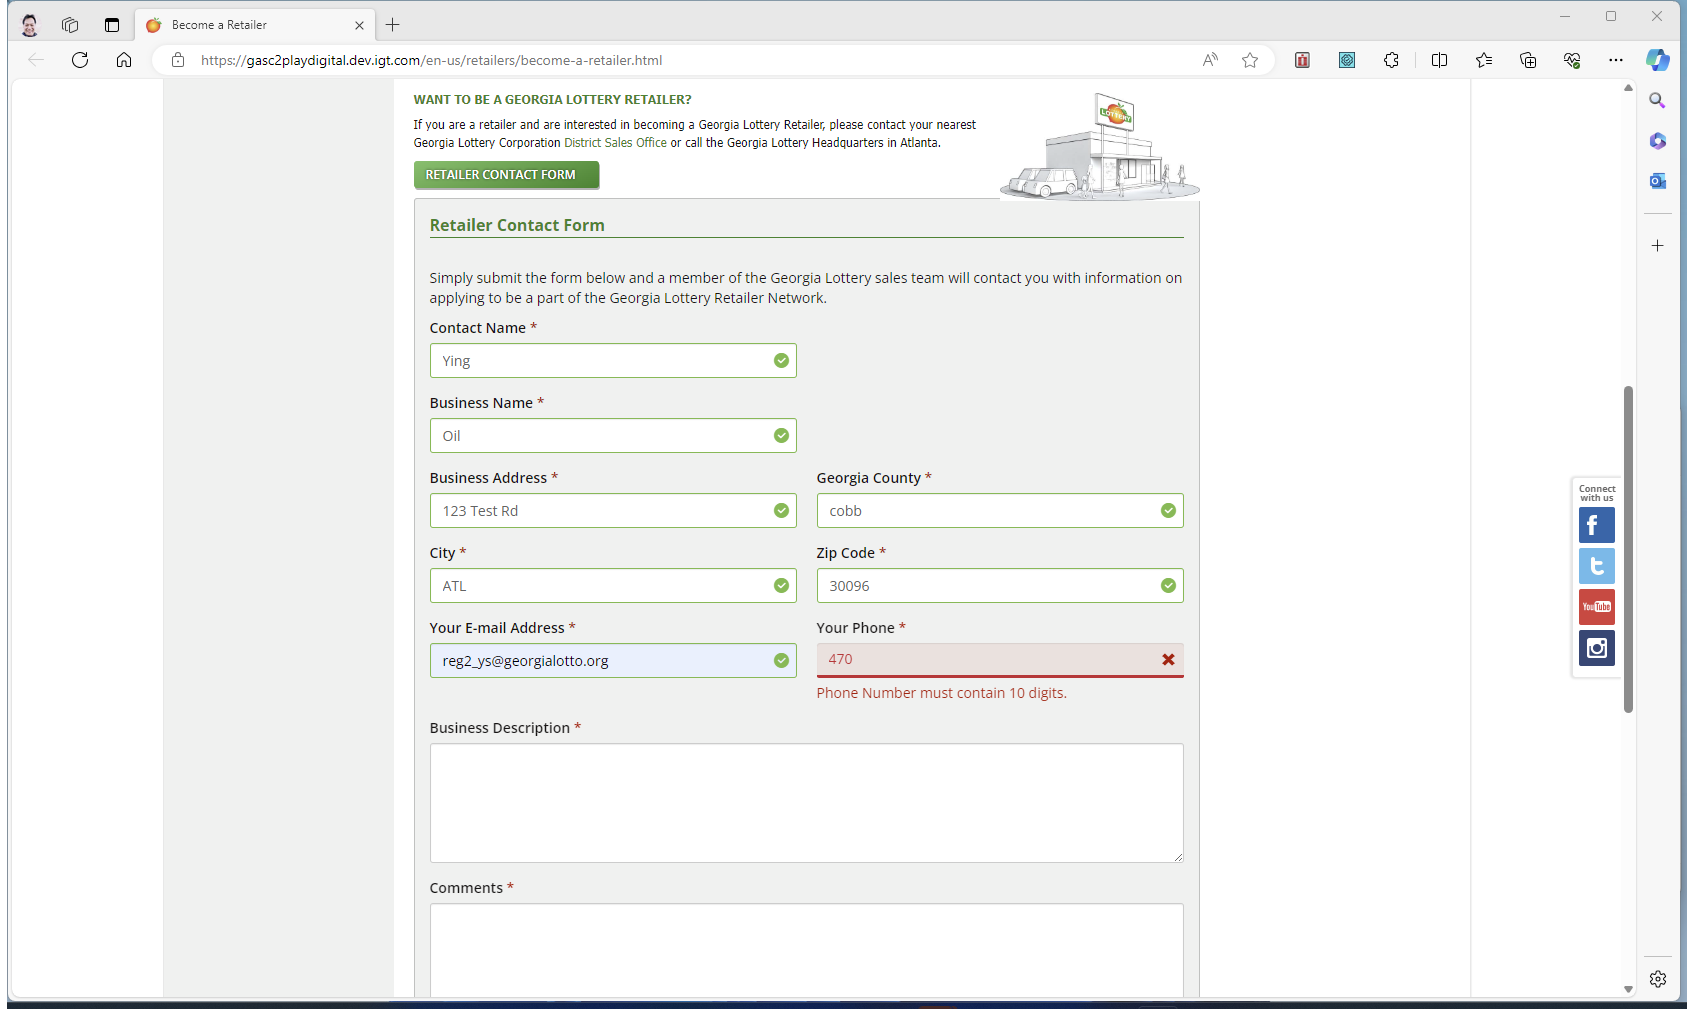 Become a Retailer
https://gasc2playdigital.dev.igt.com/en-us/retailers/become-a-retailer.html
WANT TO BE A GEORGIA LOTTERY RETAILER?
If you are a retailer and are interested in becoming a Georgia Lottery Retailer, please contact your nearest
Georgia Lottery Corporation District Sales Office or call the Georgia Lottery Headquarters in Atlanta.
LOTTERY
RETAILER CONTACT FORM
Retailer Contact Form
Simply submit the form below and a member of the Georgia Lottery sales team will contact you with information on
applying to be a part of the Georgia Lottery Retailer Network.
Contact Name *
Ying
Business Name *
Oil
Business Address *
Georgia County *
123 Test Rd
cobb
City *
Zip Code *
ATL
30096
Your E-mail Address *
Your Phone *
reg2_ys@georgialotto.org
470
Phone Number must contain 10 digits.
Business Description *
Comments *
Connect
with us
You Tube